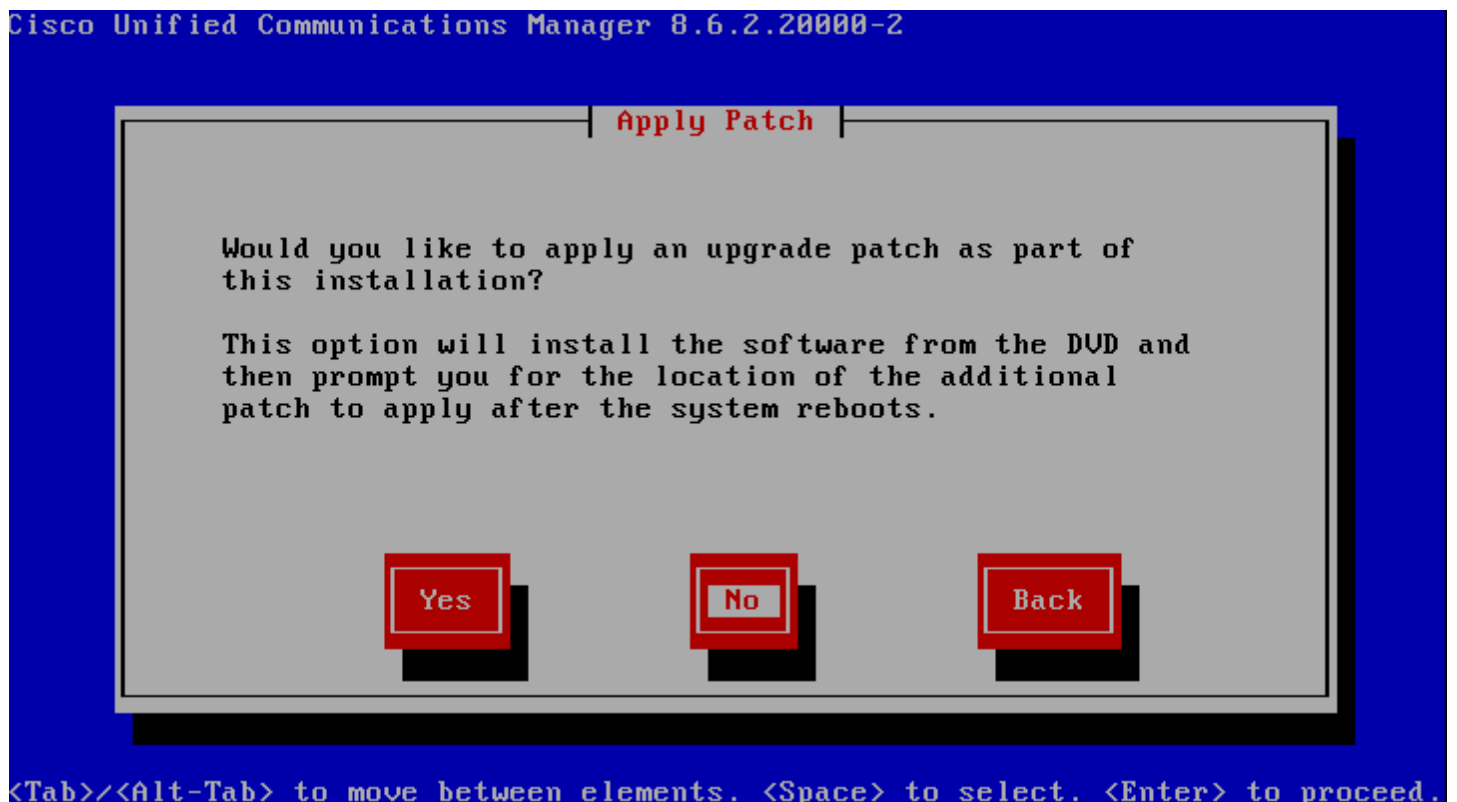 Cisco Unified Communications Manager 8.6.2.20000-2
Apply Patch
Would you like to apply an upgrade patch as part of
this installation?
This option will install the software from the DVD and
then prompt you for the location of the additional
patch to apply after the system reboots.
Yes No Back
<Tab>/<Alt-Tab> to move between elements. <Space> to select. <Enter> to proceed.